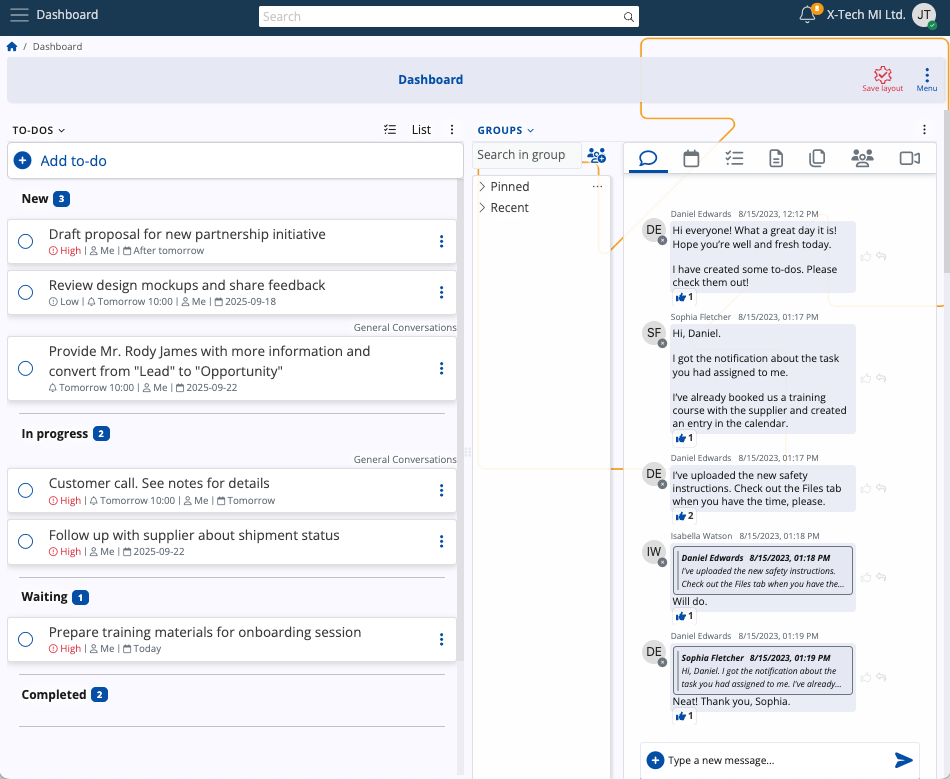 Dashboard
Search
8
X-Tech MI Ltd.
JT
/ Dashboard
Dashboard
Save layout
Menu
TO-DOS
List
Add to-do
New 3
Draft proposal for new partnership initiative
High | Me | After tomorrow
Review design mockups and share feedback
Low | Tomorrow 10:00 | Me | 2025-09-18
General Conversations
Provide Mr. Rody James with more information and
convert from "Lead" to "Opportunity"
Tomorrow 10:00 | Me | 2025-09-22
In progress 2
General Conversations
Customer call. See notes for details
High | Tomorrow 10:00 | Me | Tomorrow
Follow up with supplier about shipment status
High | Me | 2025-09-22
Waiting 1
Prepare training materials for onboarding session
High | Me | Today
Completed 2
GROUPS
Search in group
Pinned
Recent
Daniel Edwards 8/15/2023, 12:12 PM
DE
Hi everyone! What a great day it is!
Hope you're well and fresh today.
I have created some to-dos. Please
check them out!
1
Sophia Fletcher 8/15/2023, 01:17 PM
SF
Hi, Daniel.
I got the notification about the task
you had assigned to me.
I've already booked us a training
course with the supplier and created
an entry in the calendar.
1
Daniel Edwards 8/15/2023, 01:17 PM
DE
I've uploaded the new safety
instructions. Check out the Files tab
when you have the time, please.
2
Isabella Watson 8/15/2023, 01:18 PM
IW
Daniel Edwards 8/15/2023, 01:18 PM
I've uploaded the new safety instructions.
Check out the Files tab when you have the...
Will do.
1
Daniel Edwards 8/15/2023, 01:19 PM
DE
Sophia Fletcher 8/15/2023, 01:19 PM
Hi, Daniel. I got the notification about the
task you had assigned to me. I've already...
Neat! Thank you, Sophia.
1
Type a new message...